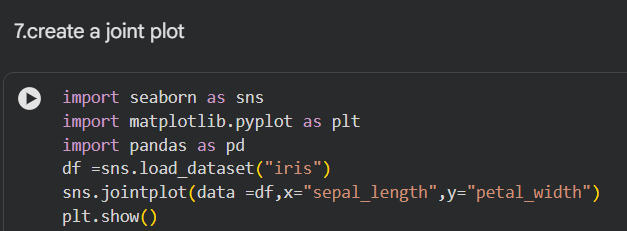 7.create a joint plot
import seaborn as sns
import matplotlib.pyplot as plt
import pandas as pd
df =sns.load_dataset("iris")
sns.jointplot(data =df,x="sepal_length",y="petal_width")
plt.show()